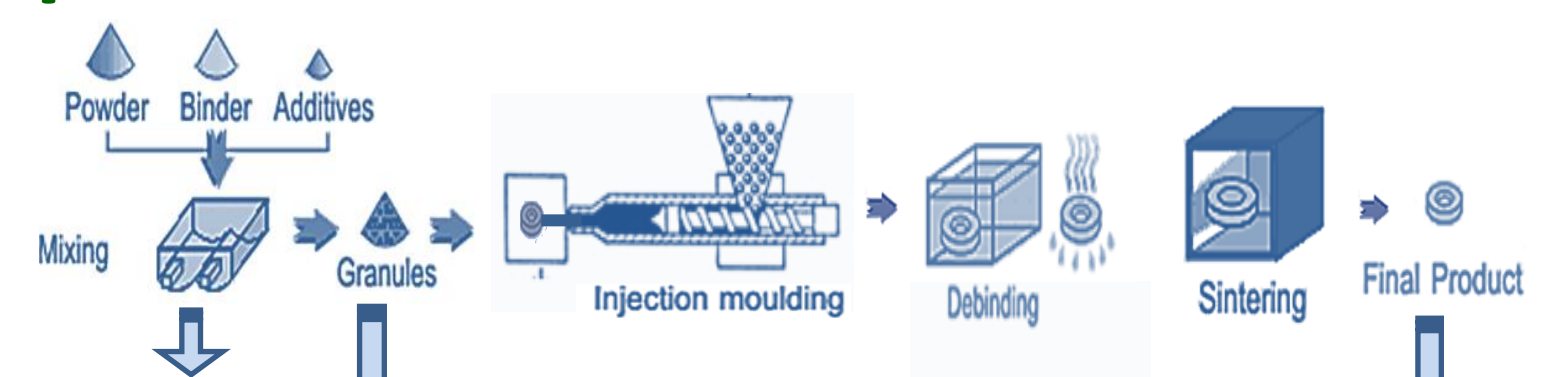 Powder Binder Additives
Mixing
Granules
Injection moulding
Debinding
Sintering
Final Product